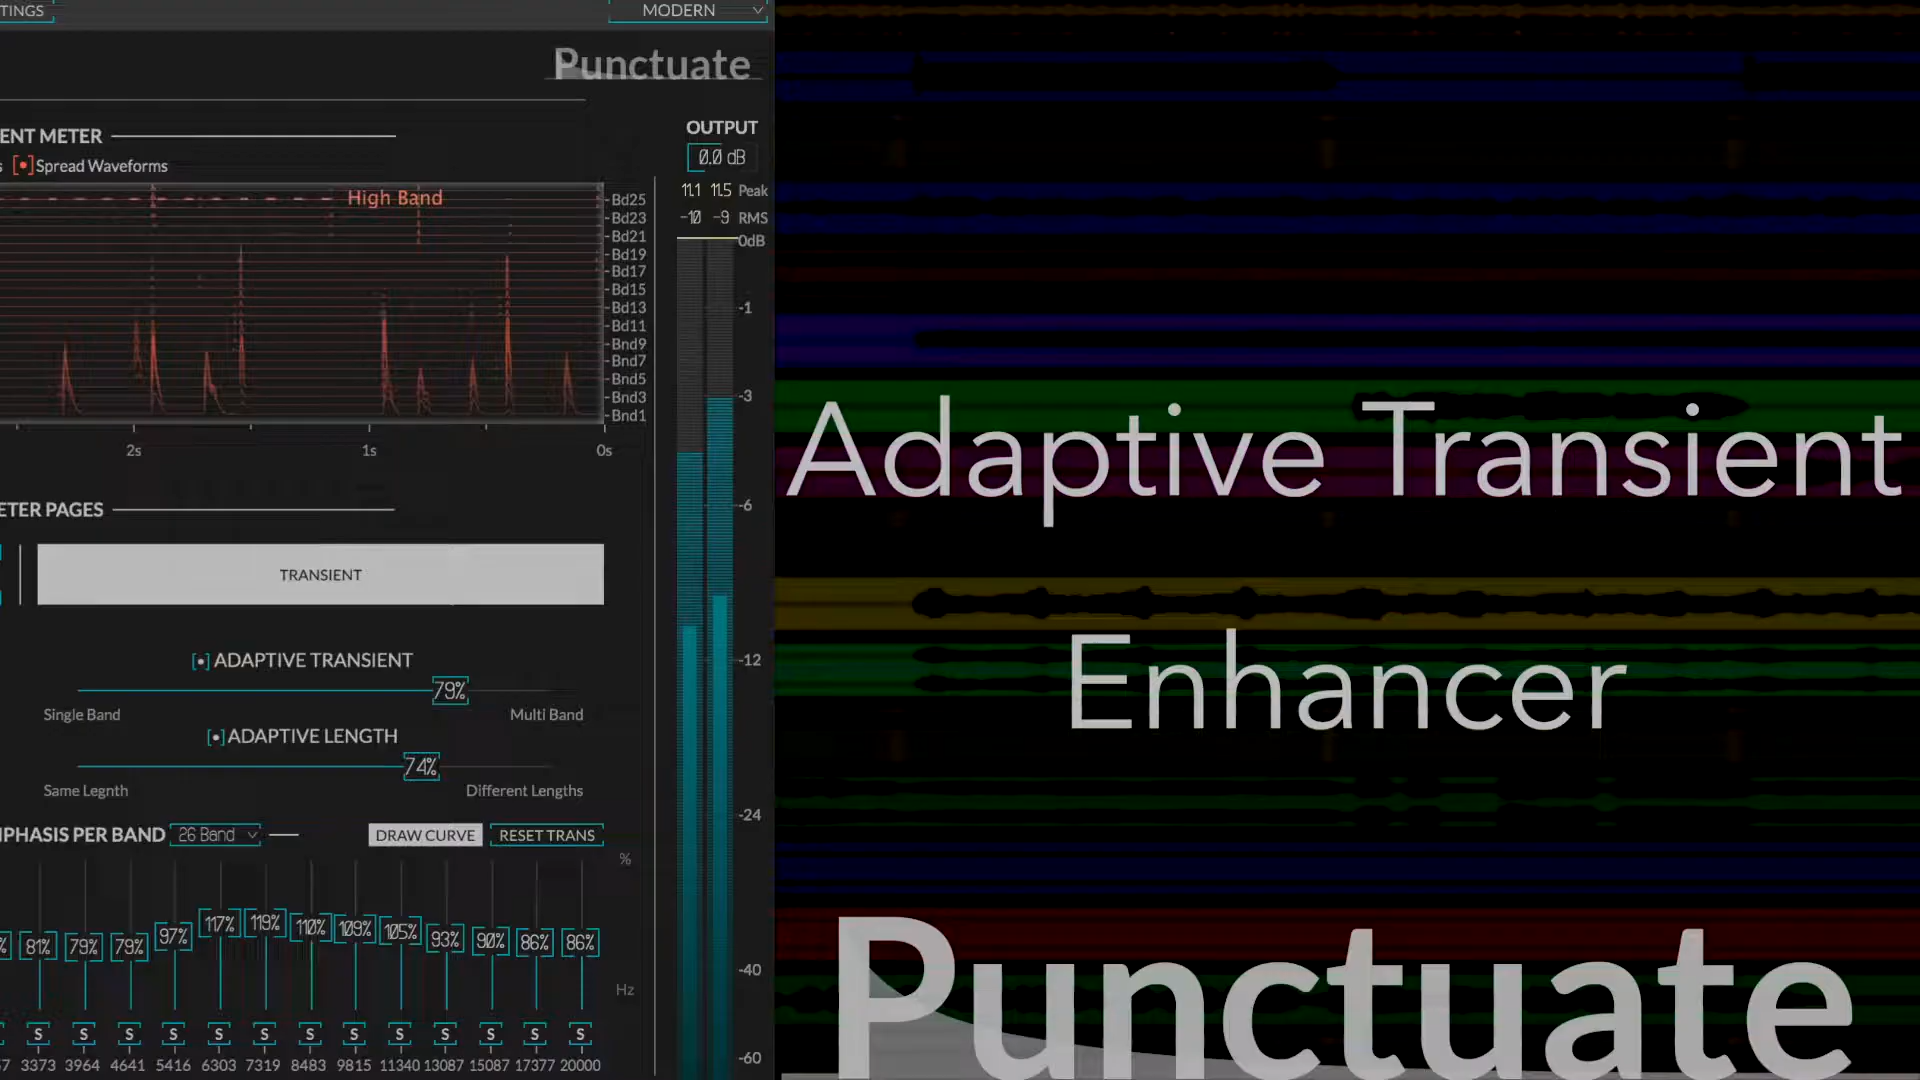 TINGS
MODERN
Punctuate
ENT METER
Spread Waveforms
High Band
Bd25
Bd23
Bd21
Bd19
Bd17
Bd15
Bd13
Bd11
Bnd9
Bnd7
Bnd5
Bnd3
Bnd1
2s 1s 0s
OUTPUT
0.0 dB
11.1 11.5 Peak
-10 -9 RMS
0dB
-1
-3
-6
-12
-24
-40
-60
ETER PAGES
TRANSIENT
ADAPTIVE TRANSIENT
79%
Single Band Multi Band
ADAPTIVE LENGTH
74%
Same Legnth Different Lengths
PHASIS PER BAND 26 Band DRAW CURVE RESET TRANS
%
% 81% 79% 79% 97% 117% 119% 110% 109% 105% 93% 90% 86% 86%
Hz
S S S S S S S S S S S S S
7 3373 3964 4641 5416 6303 7319 8483 9815 11340 13087 15087 17377 20000
Adaptive Transient
Enhancer
Punctuate